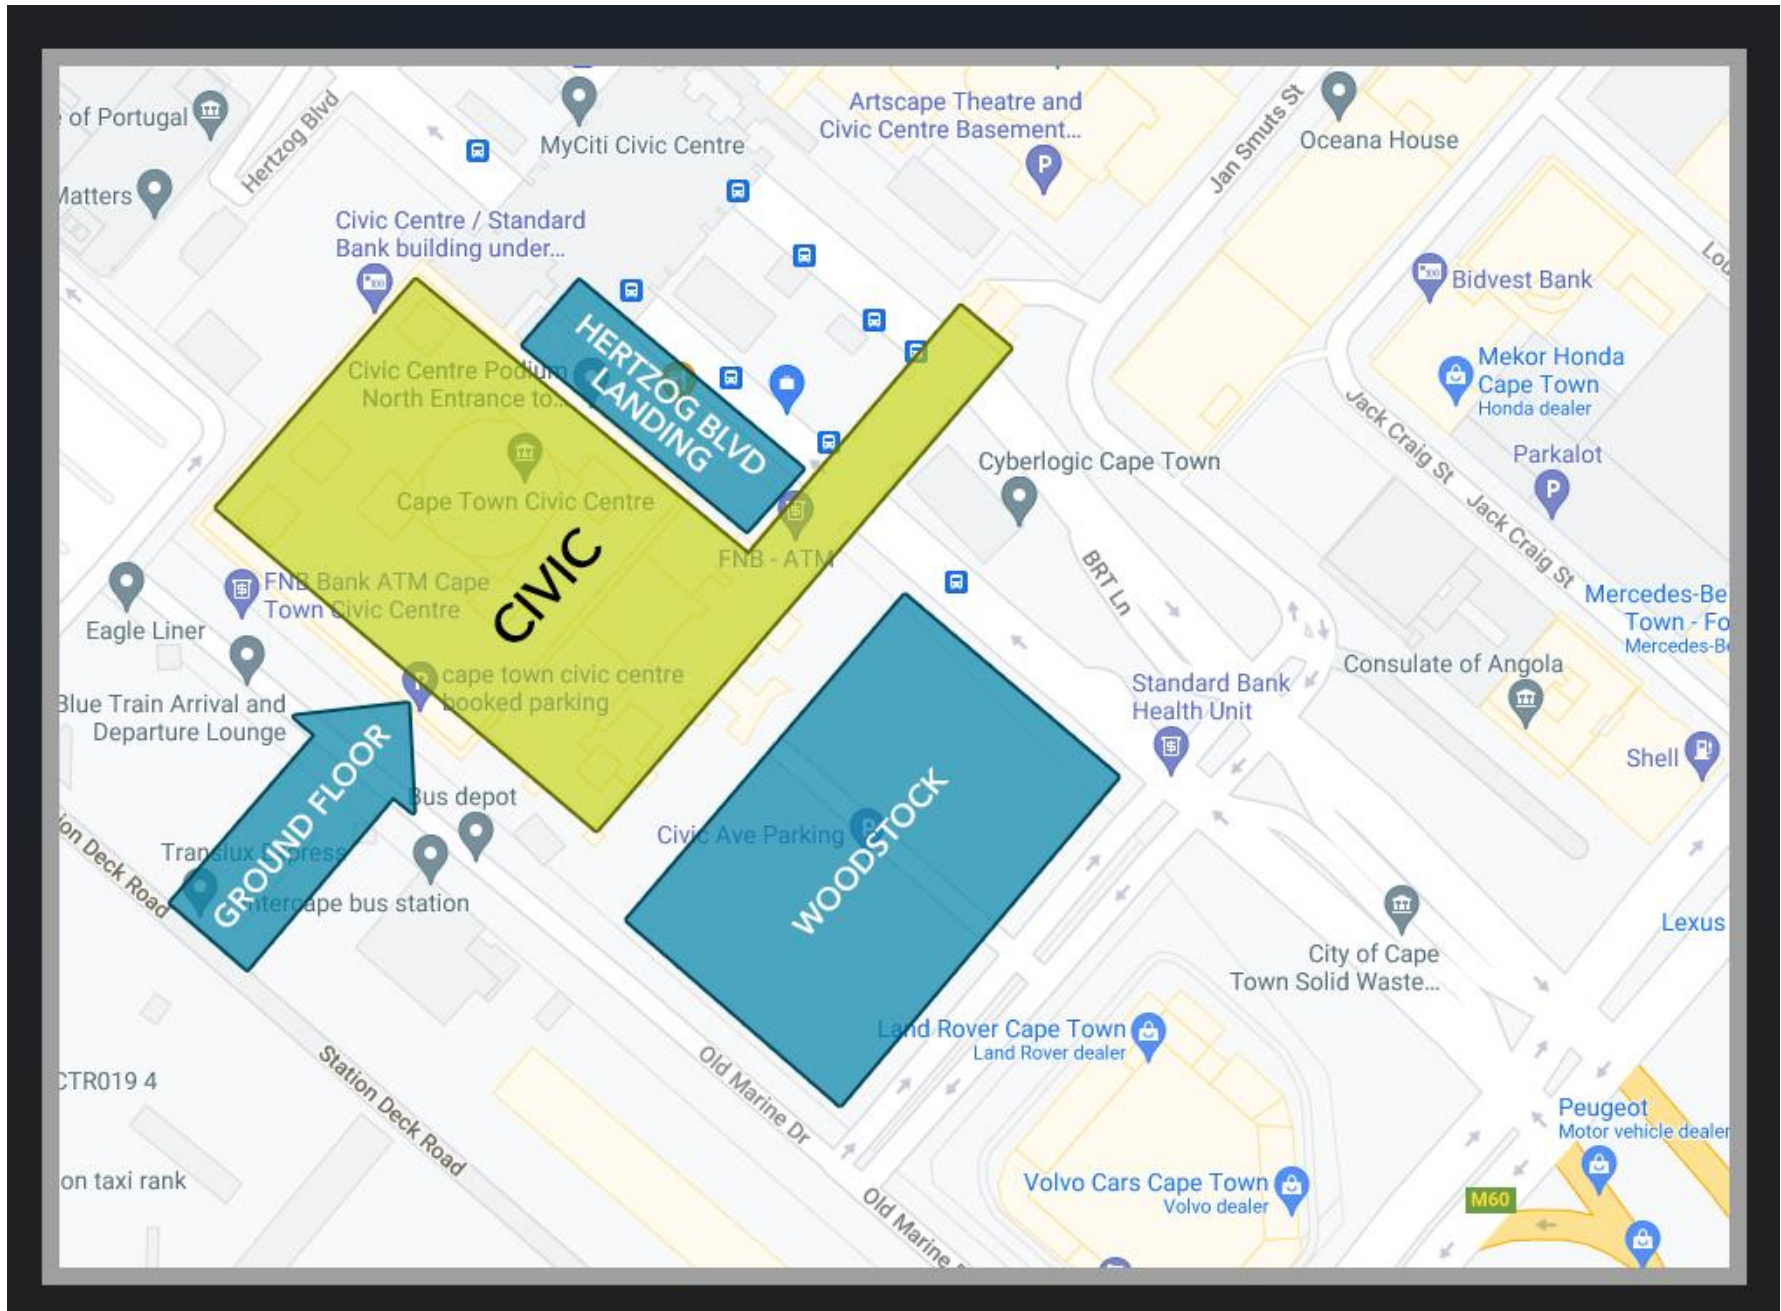 of Portugal
Hertzog Blvd
MyCiti Civic Centre
Artscape Theatre and
Civic Centre Basement...
P
Jan Smuts St
Oceana House
Matters
Civic Centre / Standard
Bank building under...
Bidvest Bank
HERTZOG BLVD
LANDING
Civic Centre Podium
North Entrance to...
Mekor Honda
Cape Town
Honda dealer
Jack Craig St
Parkalot
P
Cape Town Civic Centre
Cyberlogic Cape Town
Jack Craig St
CIVIC
FNB - ATM
FNB Bank ATM Cape
Town Civic Centre
BRT Ln
Eagle Liner
Mercedes-Be
Town - Fo
Mercedes-Be
Consulate of Angola
cape town civic centre
booked parking
Standard Bank
Health Unit
Blue Train Arrival and
Departure Lounge
Shell
GROUND FLOOR
Bus depot
WOODSTOCK
Civic Ave Parking
P
Translux Express
ion Deck Road
ntercape bus station
Lexus
City of Cape
Town Solid Waste...
Land Rover Cape Town
Land Rover dealer
Old Marine Dr
Station Deck Road
CTR019 4
Peugeot
Motor vehicle dealer
on taxi rank
Volvo Cars Cape Town
Volvo dealer
M60
Old Marine